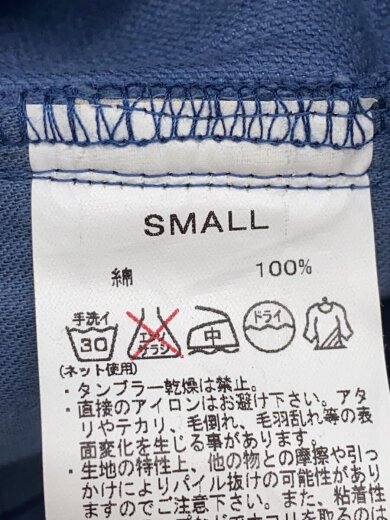 SMALL
綿 100%
手洗イ
30
エンソ
サラシ
中
ドライ
(ネット使用)
・タンブラー乾燥は禁止。
・直接のアイロンはお避け下さい。アタ
リやテカリ、毛倒れ、毛羽乱れ等の表
面変化を生じる事があります。
・生地の特性上、他の物との摩擦や引っ
かけによりパイル抜けの可能性があり
ますのでご注意下さい。また、粘着性